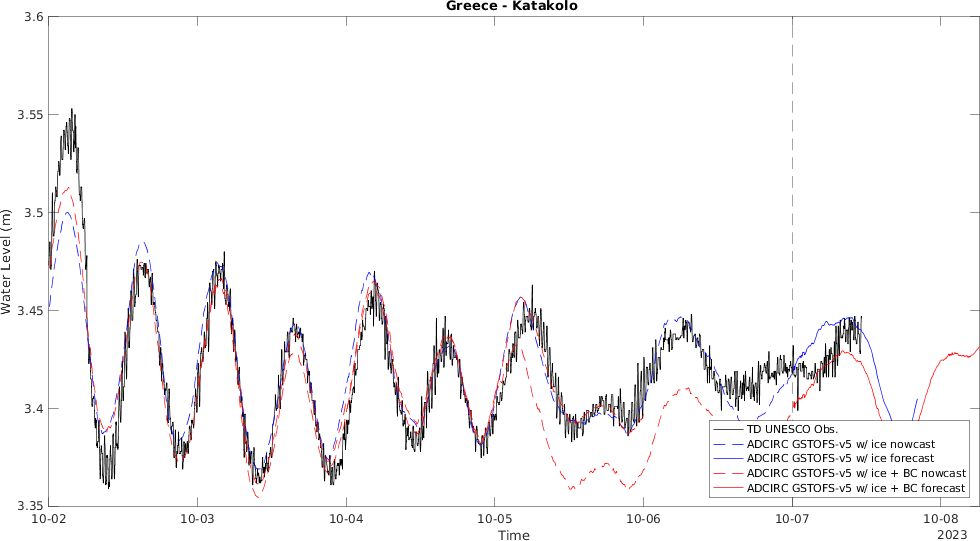 Greece - Katakolo
3.6
3.55
3.5
3.45
3.4
3.35
Water Level (m)
TD UNESCO Obs.
ADCIRC GSTOFS-v5 w/ ice nowcast
ADCIRC GSTOFS-v5 w/ ice forecast
ADCIRC GSTOFS-v5 w/ ice + BC nowcast
ADCIRC GSTOFS-v5 w/ ice + BC forecast
10-02 10-03 10-04 10-05 10-06 10-07 10-08
Time
2023